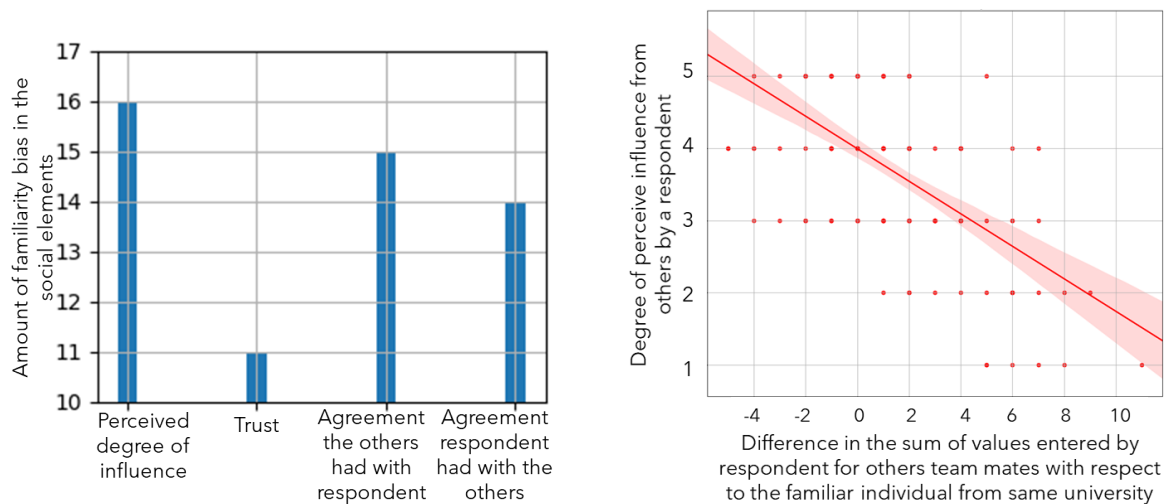 Amount of familiarity bias in the
social elements
17
16
15
14
13
12
11
10
Perceived
degree of
influence
Trust
Agreement
the others
had with
respondent
Agreement
respondent
had with the
others
Degree of perceive influence from
others by a respondent
5
4
3
2
1
-4 -2 0 2 4 6 8 10
Difference in the sum of values entered by
respondent for others team mates with respect
to the familiar individual from same university